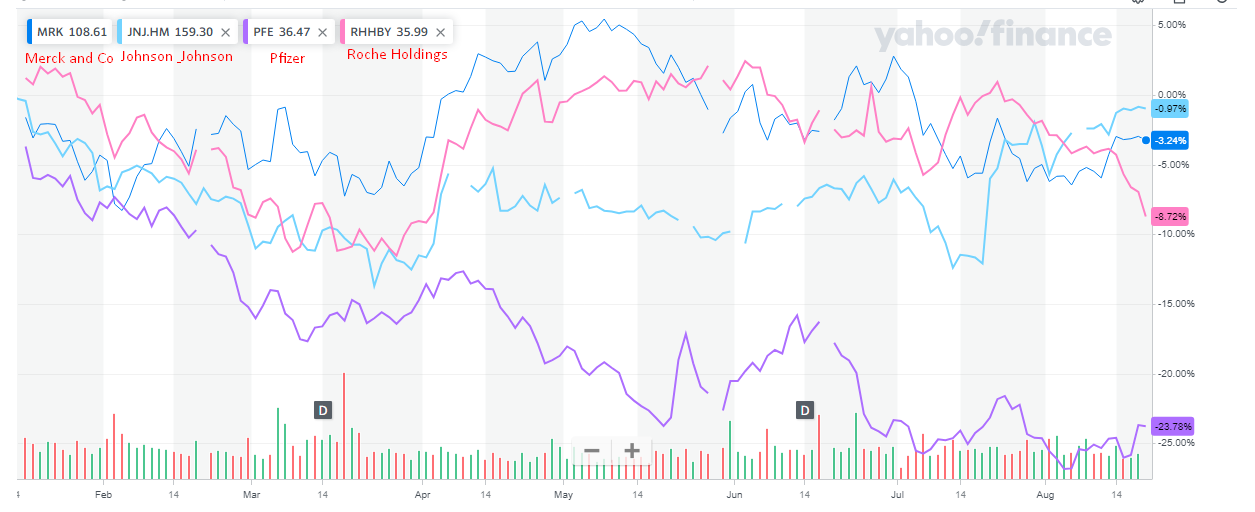 MRK 108.61
JNJ.HM 159.30 ×
PFE 36.47 ×
RHHBY 35.99 ×
yahoo!finance
Merck and Co
Johnson _Johnson
Pfizer
Roche Holdings
5.00%
0.00%
-0.97%
-3.24%
-5.00%
-8.72%
-10.00%
-15.00%
-20.00%
-23.78%
-25.00%
D
D
Feb 14 Mar 14 Apr 14 May 14 Jun 14 Jul 14 Aug 14